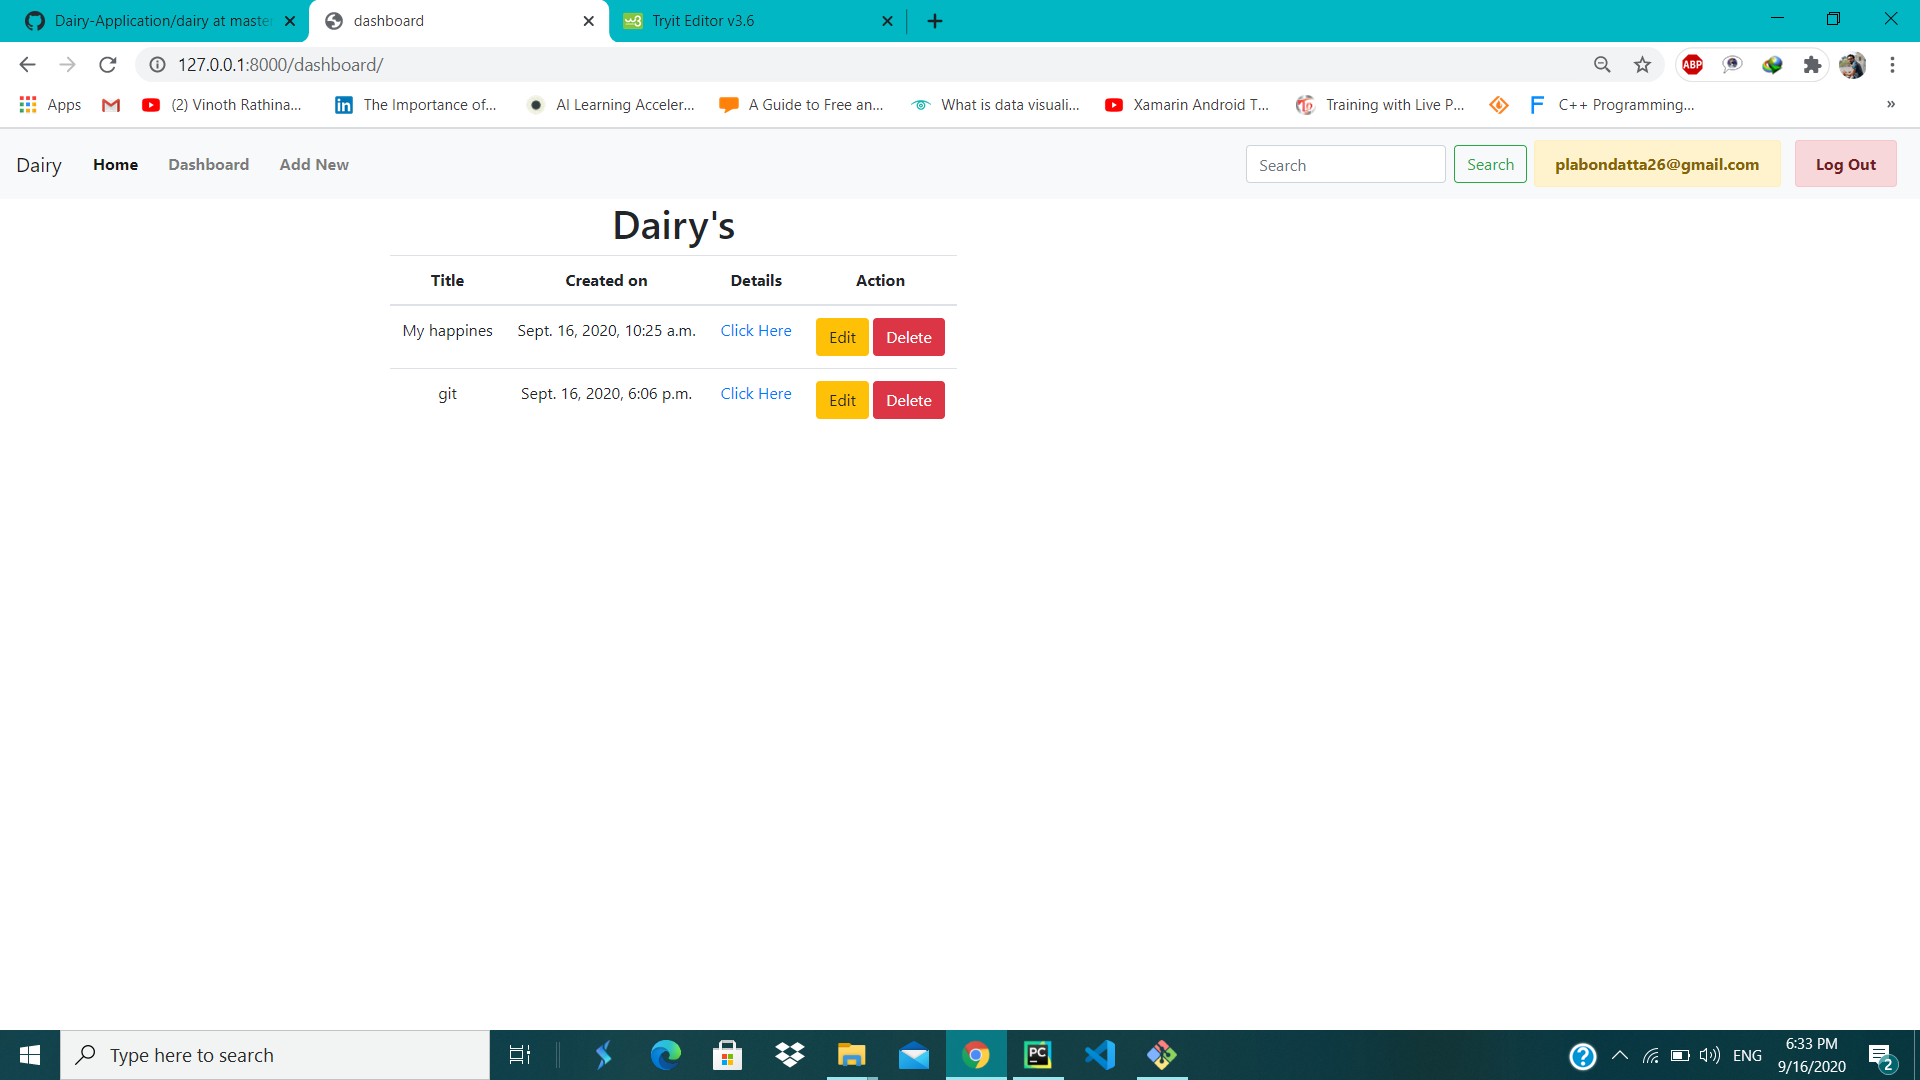 Dairy-Application/dairy at master
dashboard
Tryit Editor v3.6
127.0.0.1:8000/dashboard/
ABP
Apps
(2) Vinoth Rathina...
The Importance of...
AI Learning Acceler...
A Guide to Free an...
What is data visuali...
Xamarin Android T...
Training with Live P...
C++ Programming...
»
Dairy
Home
Dashboard
Add New
Search
Search
plabondatta26@gmail.com
Log Out
Dairy's
Title Created on Details Action
My happines Sept. 16, 2020, 10:25 a.m. Click Here Edit Delete
git Sept. 16, 2020, 6:06 p.m. Click Here Edit Delete
Type here to search
PC
ENG
6:33 PM
9/16/2020
2